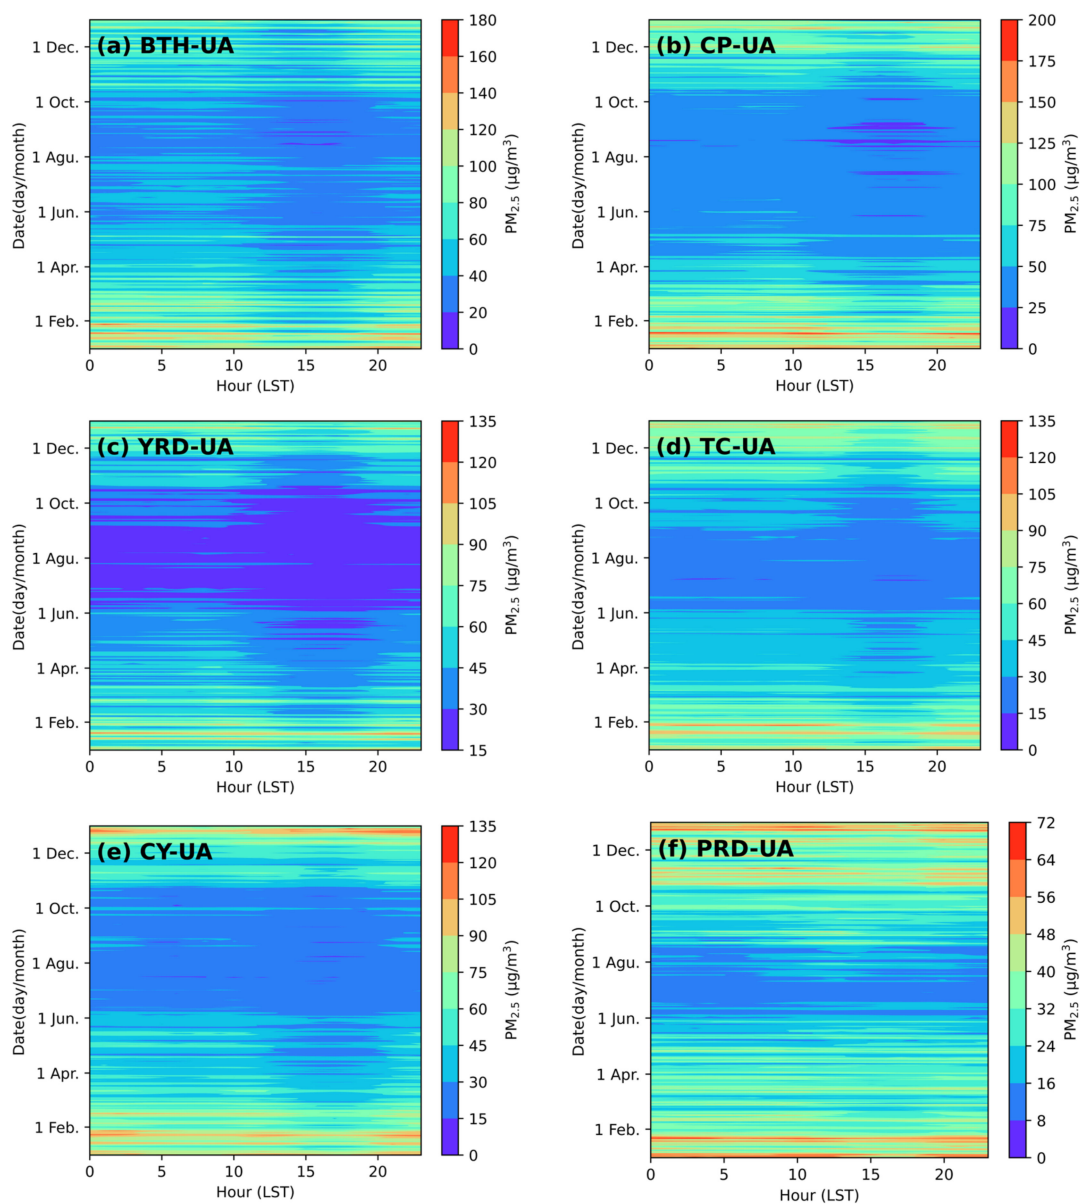 (a) BTH-UA
Date(day/month)
1 Dec.
1 Oct.
1 Agu.
1 Jun.
1 Apr.
1 Feb.
0 5 10 15 20
Hour (LST)
180
160
140
120
100
80
60
40
20
0
PM2.5 (μg/m3)
(b) CP-UA
Date(day/month)
1 Dec.
1 Oct.
1 Agu.
1 Jun.
1 Apr.
1 Feb.
0 5 10 15 20
Hour (LST)
200
175
150
125
100
75
50
25
0
PM2.5 (μg/m3)
(c) YRD-UA
Date(day/month)
1 Dec.
1 Oct.
1 Agu.
1 Jun.
1 Apr.
1 Feb.
0 5 10 15 20
Hour (LST)
135
120
105
90
75
60
45
30
15
PM2.5 (μg/m3)
(d) TC-UA
Date(day/month)
1 Dec.
1 Oct.
1 Agu.
1 Jun.
1 Apr.
1 Feb.
0 5 10 15 20
Hour (LST)
135
120
105
90
75
60
45
30
15
0
PM2.5 (μg/m3)
(e) CY-UA
Date(day/month)
1 Dec.
1 Oct.
1 Agu.
1 Jun.
1 Apr.
1 Feb.
0 5 10 15 20
Hour (LST)
135
120
105
90
75
60
45
30
15
0
PM2.5 (μg/m3)
(f) PRD-UA
Date(day/month)
1 Dec.
1 Oct.
1 Agu.
1 Jun.
1 Apr.
1 Feb.
0 5 10 15 20
Hour (LST)
72
64
56
48
40
32
24
16
8
0
PM2.5 (μg/m3)